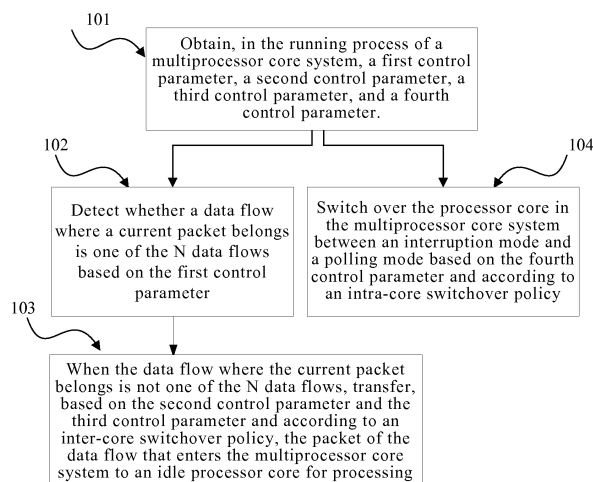 101
Obtain, in the running process of a
multiprocessor core system, a first control
parameter, a second control parameter, a
third control parameter, and a fourth
control parameter.
102
Detect whether a data flow
where a current packet belongs
is one of the N data flows
based on the first control
parameter
104
Switch over the processor core in
the multiprocessor core system
between an interruption mode and
a polling mode based on the fourth
control parameter and according to
an intra-core switchover policy
103
When the data flow where the current packet
belongs is not one of the N data flows, transfer,
based on the second control parameter and the
third control parameter and according to an
inter-core switchover policy, the packet of the
data flow that enters the multiprocessor core
system to an idle processor core for processing